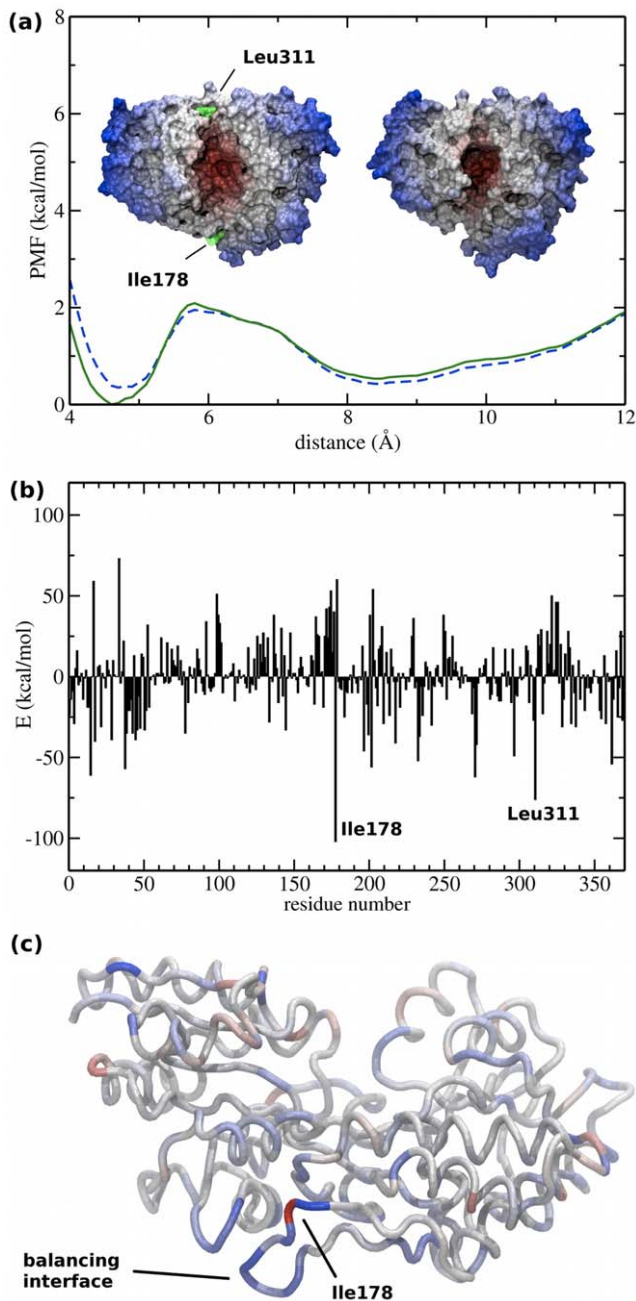 (a)
Leu311
Ile178
8
6
4
2
0
PMF (kcal/mol)
4 6 8 10 12
distance (Å)
(b)
100
50
0
-50
-100
E (kcal/mol)
Ile178
Leu311
0 50 100 150 200 250 300 350
residue number
(c)
balancing
interface
Ile178